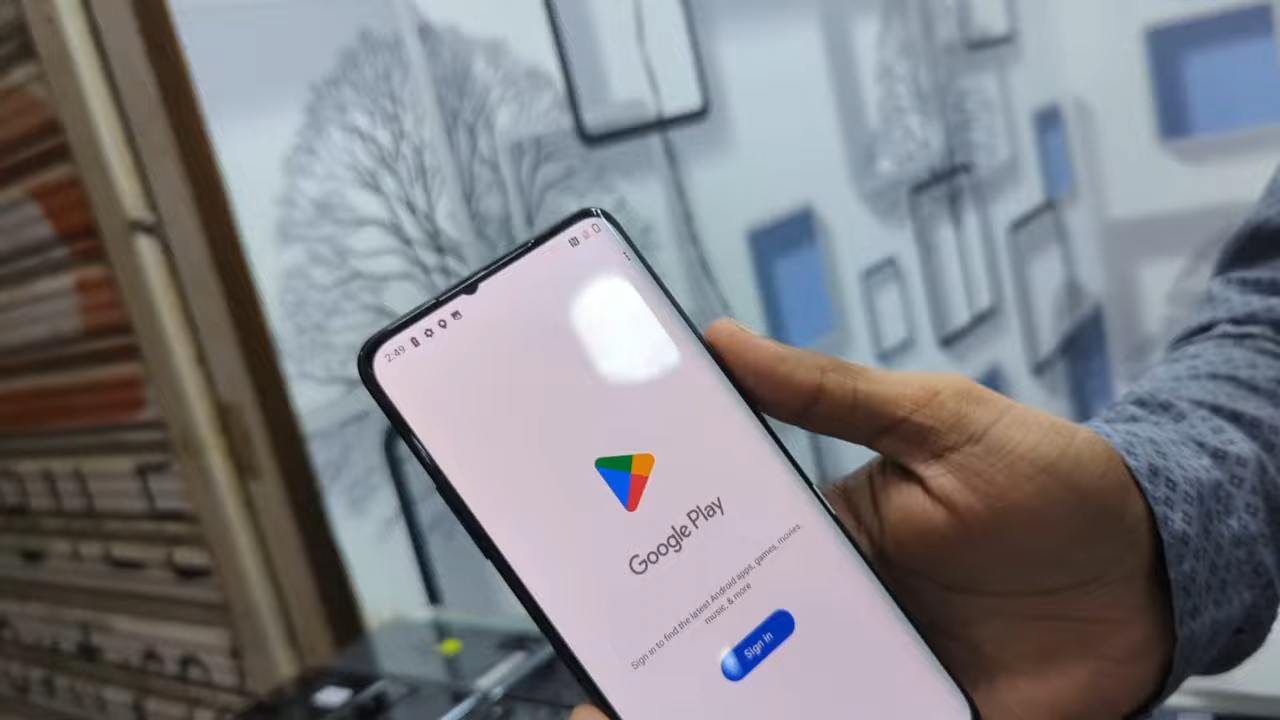 2:49
Google Play
Sign in to find the latest Android apps, games, movies,
music, & more
Sign in